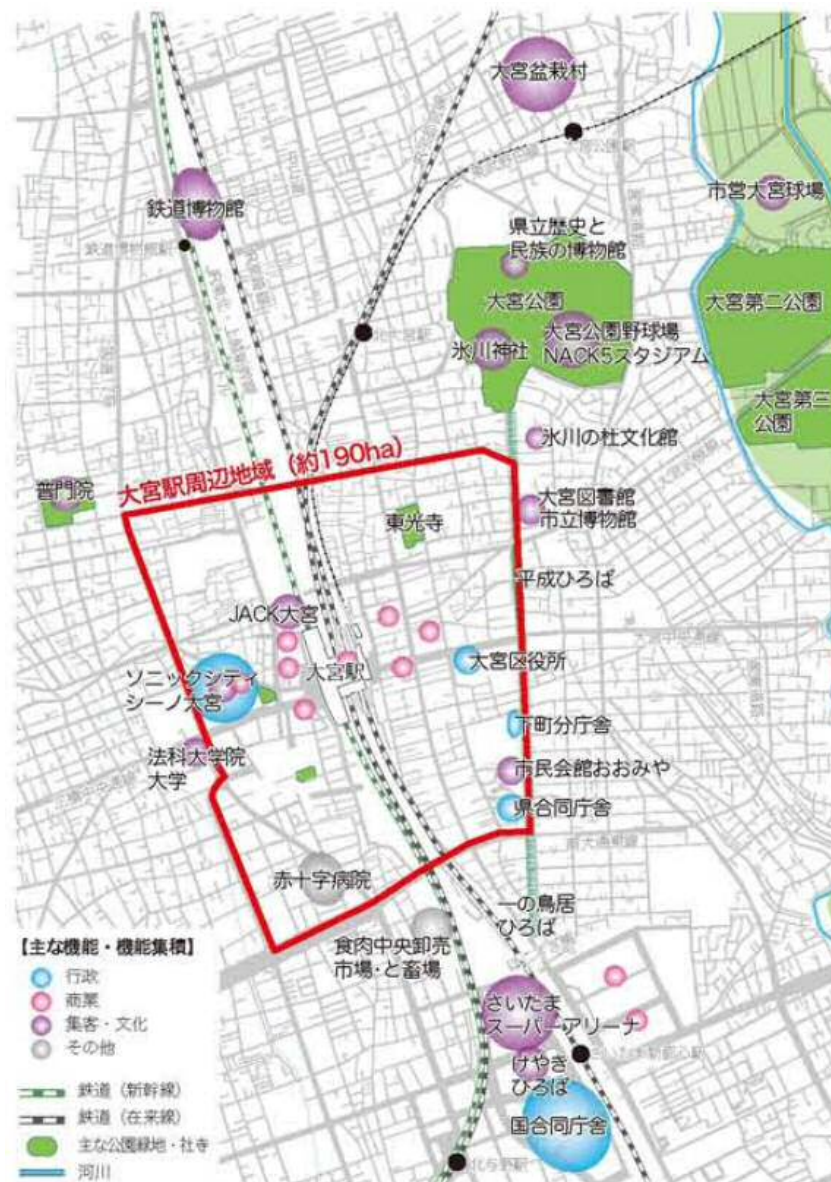 大宮盆栽村
市営大宮球場
鉄道博物館
鉄道博物館駅
県立歴史と
民族の博物館
大宮公園
大宮第二公園
大宮公園野球場
NACK5スタジアム
氷川神社
大宮第三
公園
氷川の杜文化館
大宮駅周辺地域（約190ha）
普門院
大宮図書館
市立博物館
東光寺
平成ひろば
JACK大宮
大宮駅
大宮区役所
ソニックシティ
シーノ大宮
下町分庁舎
法科大学院
大学
市民会館おおみや
県合同庁舎
赤十字病院
一の鳥居
ひろば
食肉中央卸売
市場・と畜場
さいたま
スーパーアリーナ
けやき
ひろば
国合同庁舎
北与野駅
【主な機能・機能集積】
行政
商業
集客・文化
その他
鉄道（新幹線）
鉄道（在来線）
主な公園緑地・社寺
河川